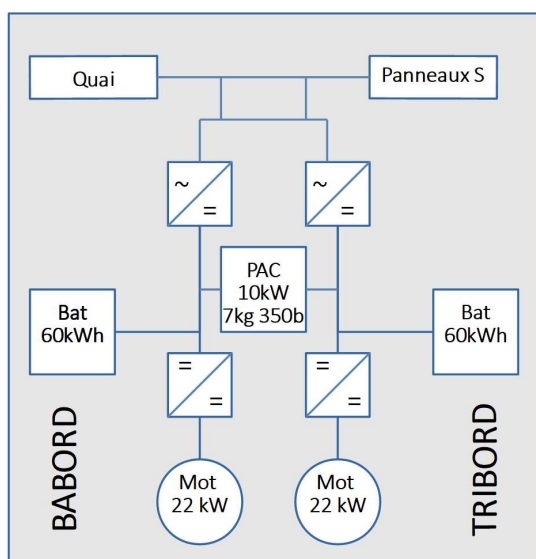 Quai
Panneaux S
~
=
~
=
PAC
10kW
7kg 350b
Bat
60kWh
Bat
60kWh
=
=
=
=
BABORD
TRIBORD
Mot
22 kW
Mot
22 kW